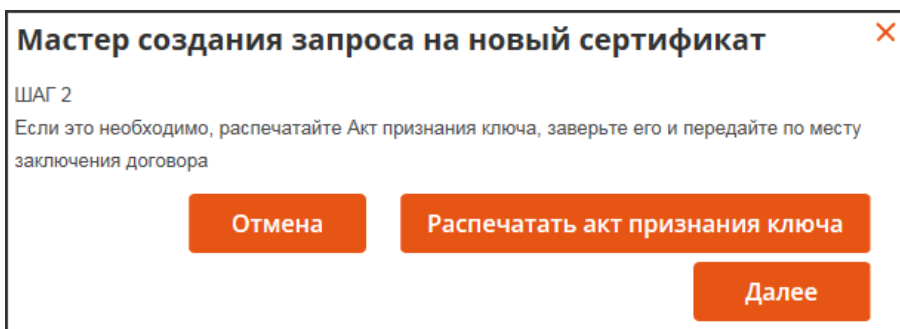 Мастер создания запроса на новый сертификат
ШАГ 2
Если это необходимо, распечатайте Акт признания ключа, заверьте его и передайте по месту
заключения договора
Отмена
Распечатать акт признания ключа
Далее